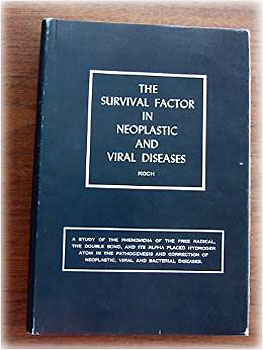 THE
SURVIVAL FACTOR
IN
NEOPLASTIC
AND
VIRAL DISEASES
KOCH
A STUDY OF THE PHENOMENA OF THE FREE RADICAL,
THE DOUBLE BOND, AND ITS ALPHA PLACED HYDROGEN
ATOM IN THE PATHOGENESIS AND CORRECTION OF
NEOPLASTIC, VIRAL AND BACTERIAL DISEASES.